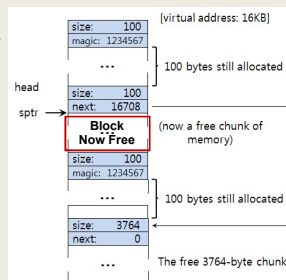 [virtual address: 16KB]
size: 100
magic: 1234567
...
100 bytes still allocated
head
size: 100
next: 16708
sptr
Block
...
Now Free
(now a free chunk of
memory)
size: 100
magic: 1234567
...
100 bytes still allocated
size: 3764
next: 0
...
The free 3764-byte chunk